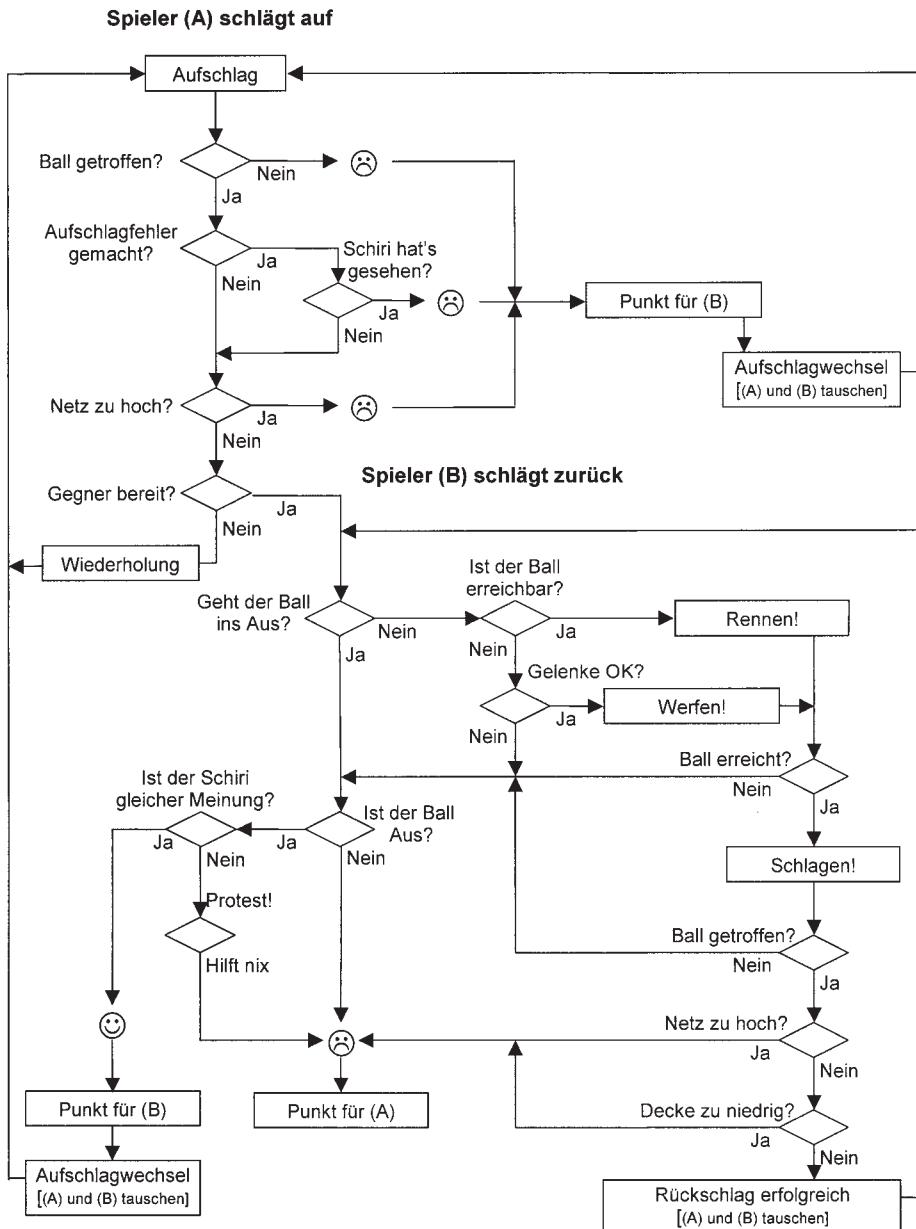 Spieler (A) schlägt auf
Aufschlag
Ball getroffen?
Nein
Ja
Aufschlagfehler
gemacht?
Ja
Nein
Schiri hat's
gesehen?
Ja
Nein
Punkt für (B)
Aufschlagwechsel
[(A) und (B) tauschen]
Netz zu hoch?
Ja
Nein
Spieler (B) schlägt zurück
Gegner bereit?
Ja
Nein
Wiederholung
Geht der Ball
ins Aus?
Nein
Ja
Ist der Ball
erreichbar?
Ja
Nein
Rennen!
Gelenke OK?
Ja
Nein
Werfen!
Ball erreicht?
Nein
Ja
Ist der Schiri
gleicher Meinung?
Ja
Nein
Ist der Ball
Aus?
Ja
Nein
Schlagen!
Protest!
Hilft nix
Ball getroffen?
Nein
Ja
Netz zu hoch?
Ja
Nein
Punkt für (B)
Punkt für (A)
Decke zu niedrig?
Ja
Nein
Aufschlagwechsel
[(A) und (B) tauschen]
Rückschlag erfolgreich
[(A) und (B) tauschen]